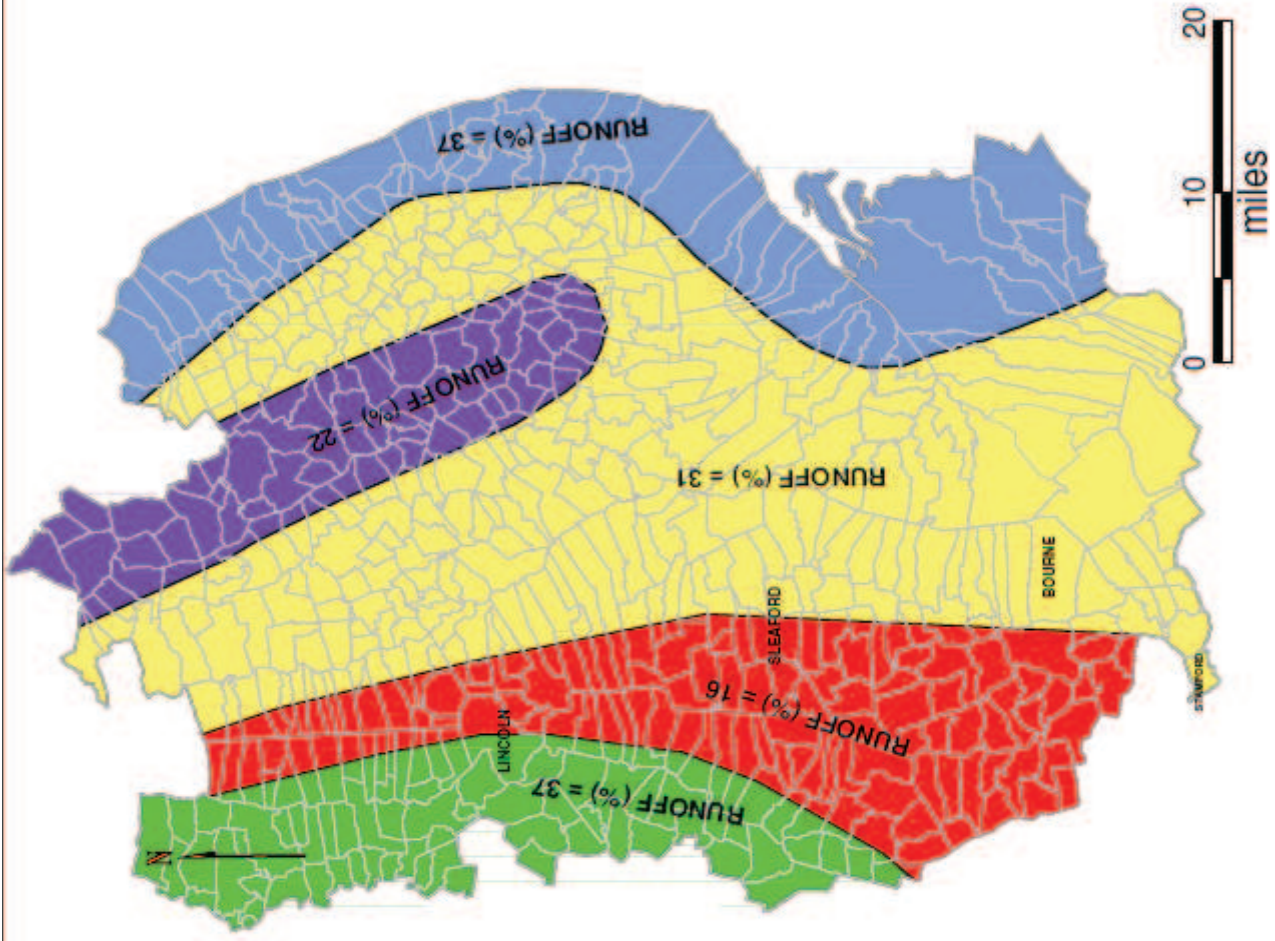 RUNOFF (%) = 37
RUNOFF (%) = 22
RUNOFF (%) = 31
RUNOFF (%) = 16
RUNOFF (%) = 37
N
LINCOLN
SLEAFORD
BOURNE
STAMFORD
0 10 20
miles